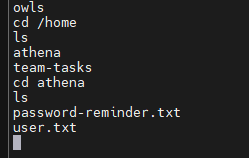 owls
cd /home
ls
athena
team-tasks
cd athena
ls
password-reminder.txt
user.txt